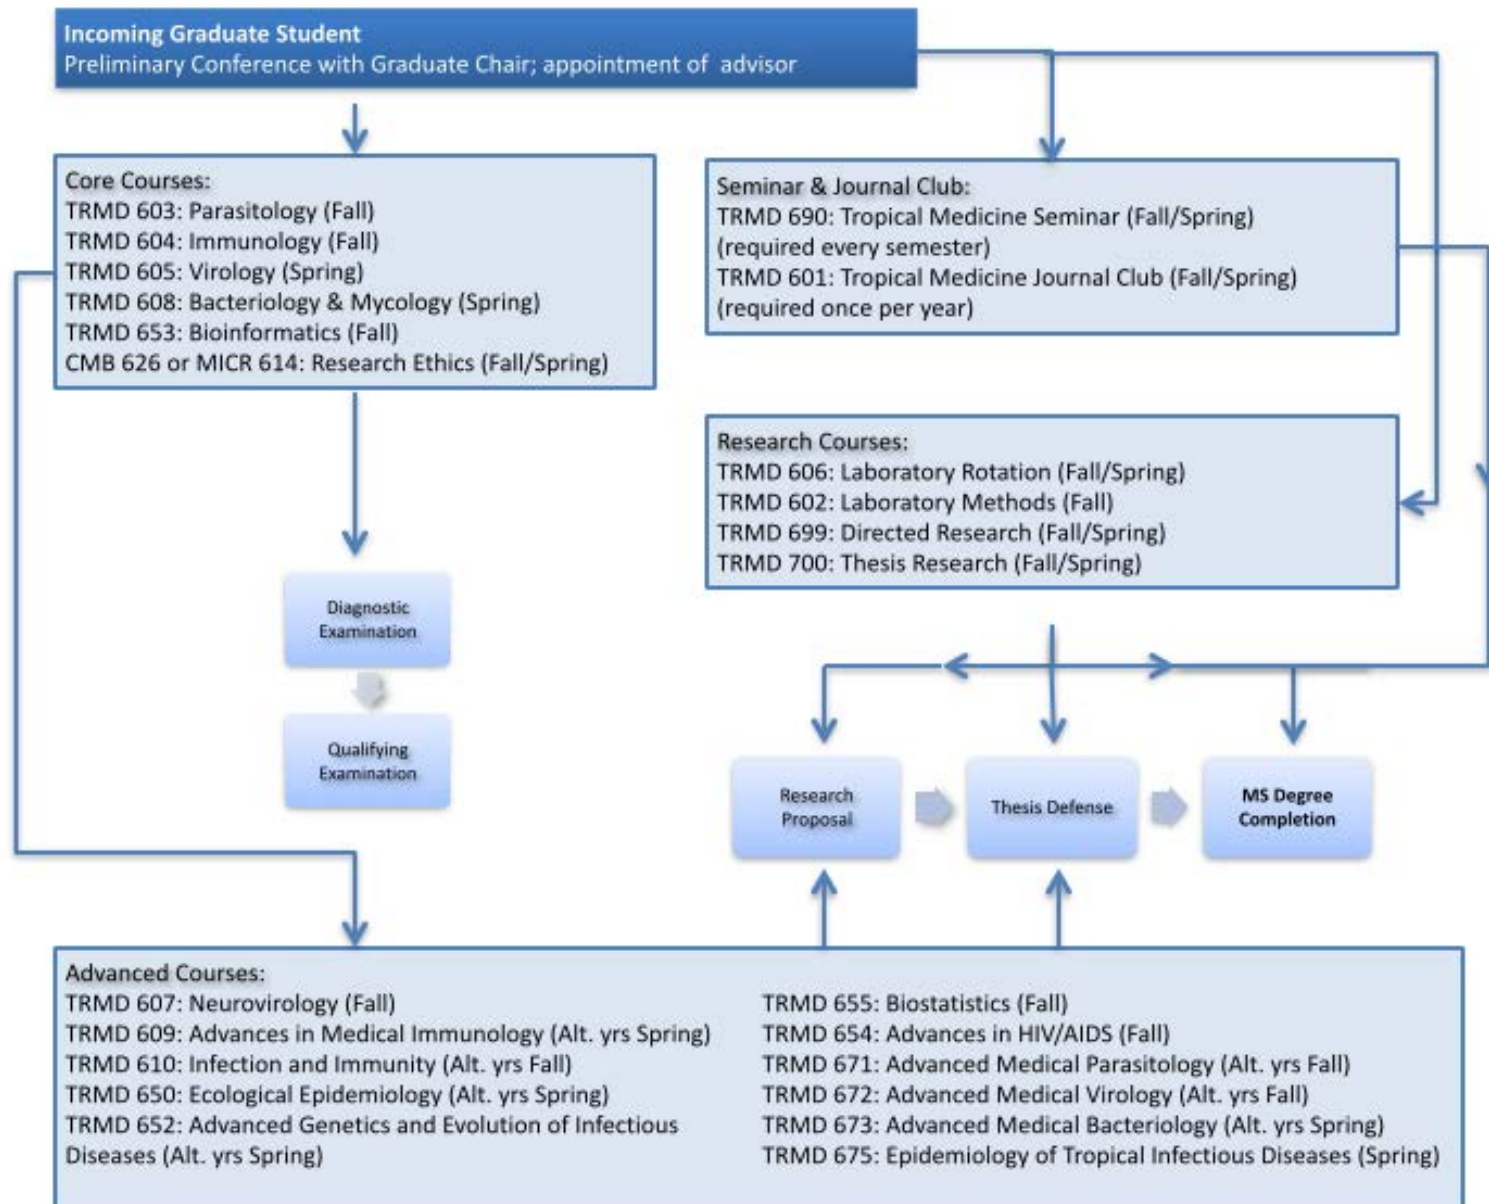 Incoming Graduate Student
Preliminary Conference with Graduate Chair; appointment of advisor
Core Courses:
TRMD 603: Parasitology (Fall)
TRMD 604: Immunology (Fall)
TRMD 605: Virology (Spring)
TRMD 608: Bacteriology & Mycology (Spring)
TRMD 653: Bioinformatics (Fall)
CMB 626 or MICR 614: Research Ethics (Fall/Spring)
Seminar & Journal Club:
TRMD 690: Tropical Medicine Seminar (Fall/Spring)
(required every semester)
TRMD 601: Tropical Medicine Journal Club (Fall/Spring)
(required once per year)
Research Courses:
TRMD 606: Laboratory Rotation (Fall/Spring)
TRMD 602: Laboratory Methods (Fall)
TRMD 699: Directed Research (Fall/Spring)
TRMD 700: Thesis Research (Fall/Spring)
Diagnostic
Examination
Qualifying
Examination
Research
Proposal
Thesis Defense
MS Degree
Completion
Advanced Courses:
TRMD 607: Neurovirology (Fall)
TRMD 609: Advances in Medical Immunology (Alt. yrs Spring)
TRMD 610: Infection and Immunity (Alt. yrs Fall)
TRMD 650: Ecological Epidemiology (Alt. yrs Spring)
TRMD 652: Advanced Genetics and Evolution of Infectious
Diseases (Alt. yrs Spring)
TRMD 655: Biostatistics (Fall)
TRMD 654: Advances in HIV/AIDS (Fall)
TRMD 671: Advanced Medical Parasitology (Alt. yrs Fall)
TRMD 672: Advanced Medical Virology (Alt. yrs Fall)
TRMD 673: Advanced Medical Bacteriology (Alt. yrs Spring)
TRMD 675: Epidemiology of Tropical Infectious Diseases (Spring)